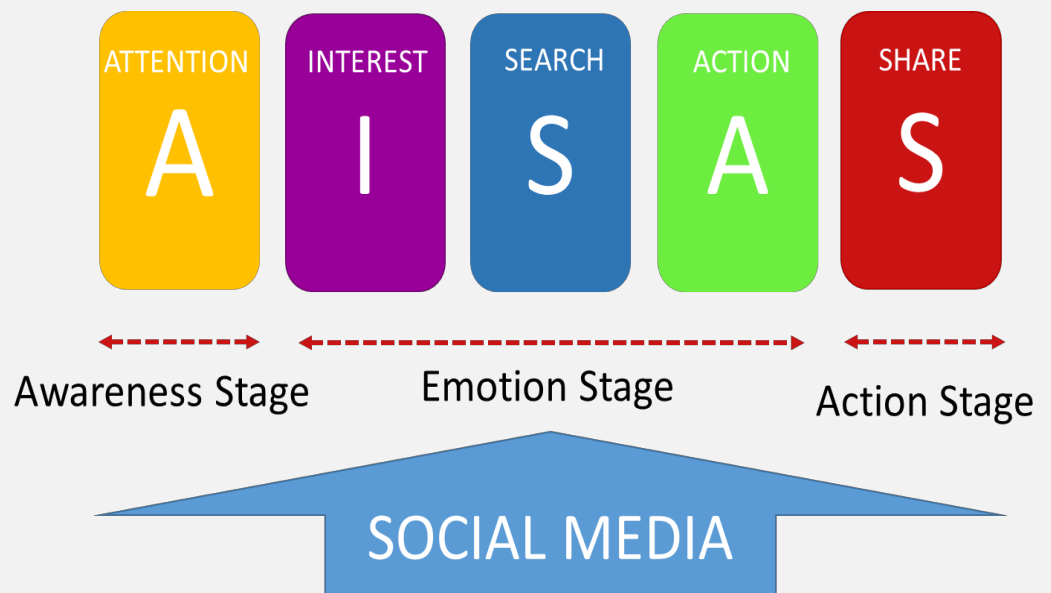 ATTENTION
A
INTEREST
I
SEARCH
S
ACTION
A
SHARE
S
Awareness Stage
Emotion Stage
Action Stage
SOCIAL MEDIA